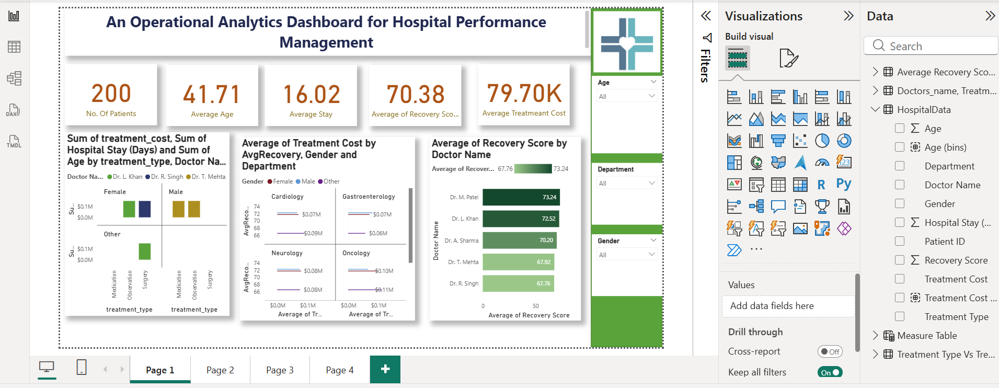 An Operational Analytics Dashboard for Hospital Performance
Management
200
No. Of Patients
41.71
Average Age
16.02
Average Stay
70.38
Average of Recovery Sco...
79.70K
Average Treatmeant Cost
Sum of treatment_cost, Sum of
Hospital Stay (Days) and Sum of
Age by treatment_type, Doctor Na...
Doctor Na... Dr. L. Khan Dr. R. Singh Dr. T. Mehta
Female Male
Su...
$0.1M
$0.0M
Other
Su...
$0.1M
$0.0M
Medication
Observation
Surgery
Medication
Observation
Surgery
treatment_type treatment_type
Average of Treatment Cost by
AvgRecovery, Gender and
Department
Gender Female Male Other
Cardiology Gastroenterology
AvgReco...
74
72
70
68
66
$0.07M $0.07M
$0.09M $0.06M
Neurology Oncology
AvgReco...
74
72
70
68
66
$0.08M $0.10M
$0.08M $0.11M
$0.0M $0.1M $0.0M $0.1M
Average of Tr... Average of Tr...
Average of Recovery Score by
Doctor Name
Average of Recover... 67.76 73.24
Doctor Name
Dr. M. Patel 73.24
Dr. L. Khan 72.52
Dr. A. Sharma 70.20
Dr. T. Mehta 67.92
Dr. R. Singh 67.76
0 50
Average of Recovery Score
Age
All
Department
All
Gender
All
DAX
TMDL
Page 1 Page 2 Page 3 Page 4 +
Filters
Visualizations
Build visual
123
R Py
...
Values
Add data fields here
Drill through
Cross-report Off
Keep all filters On
Data
Search
Average Recovery Sco...
Doctors_name, Treatm...
HospitalData
Age
Age (bins)
Department
Doctor Name
Gender
Hospital Stay (...
Patient ID
Recovery Score
Treatment Cost
Treatment Cost ...
Treatment Type
Measure Table
Treatment Type Vs Tre...